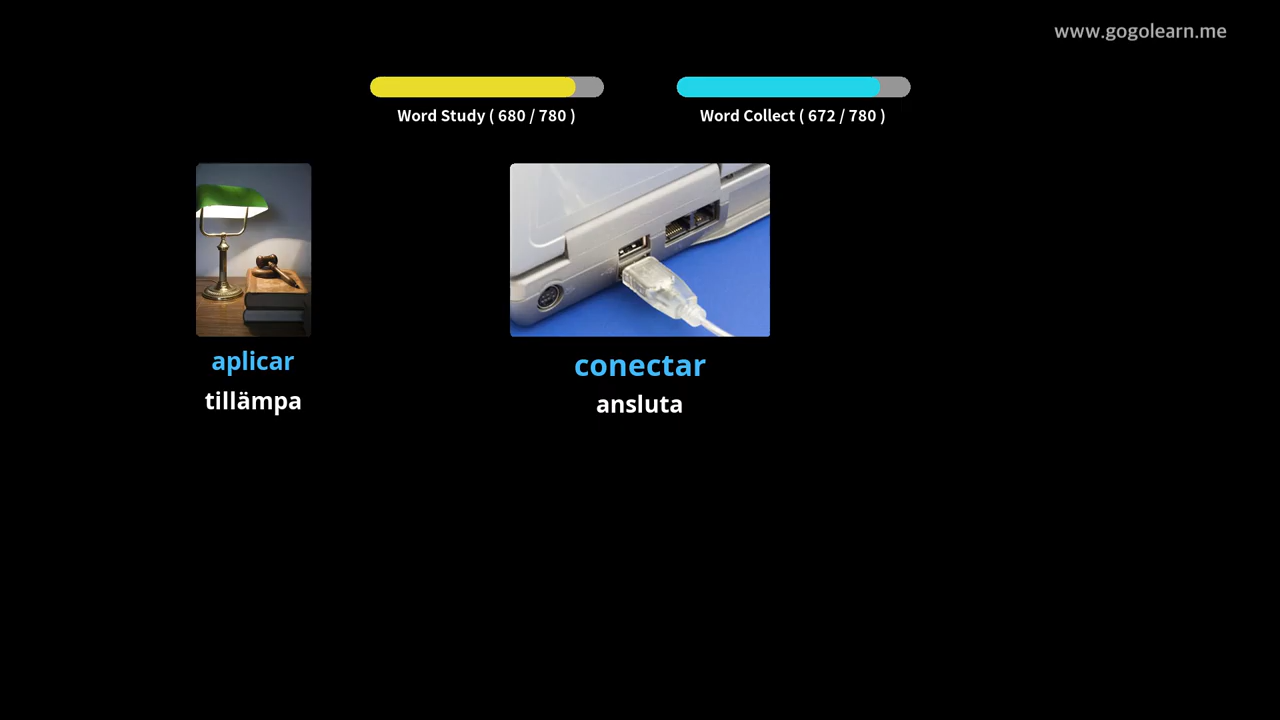 www.gogolearn.me
Word Study ( 680 / 780 )
Word Collect ( 672 / 780 )
aplicar
tillämpa
conectar
ansluta